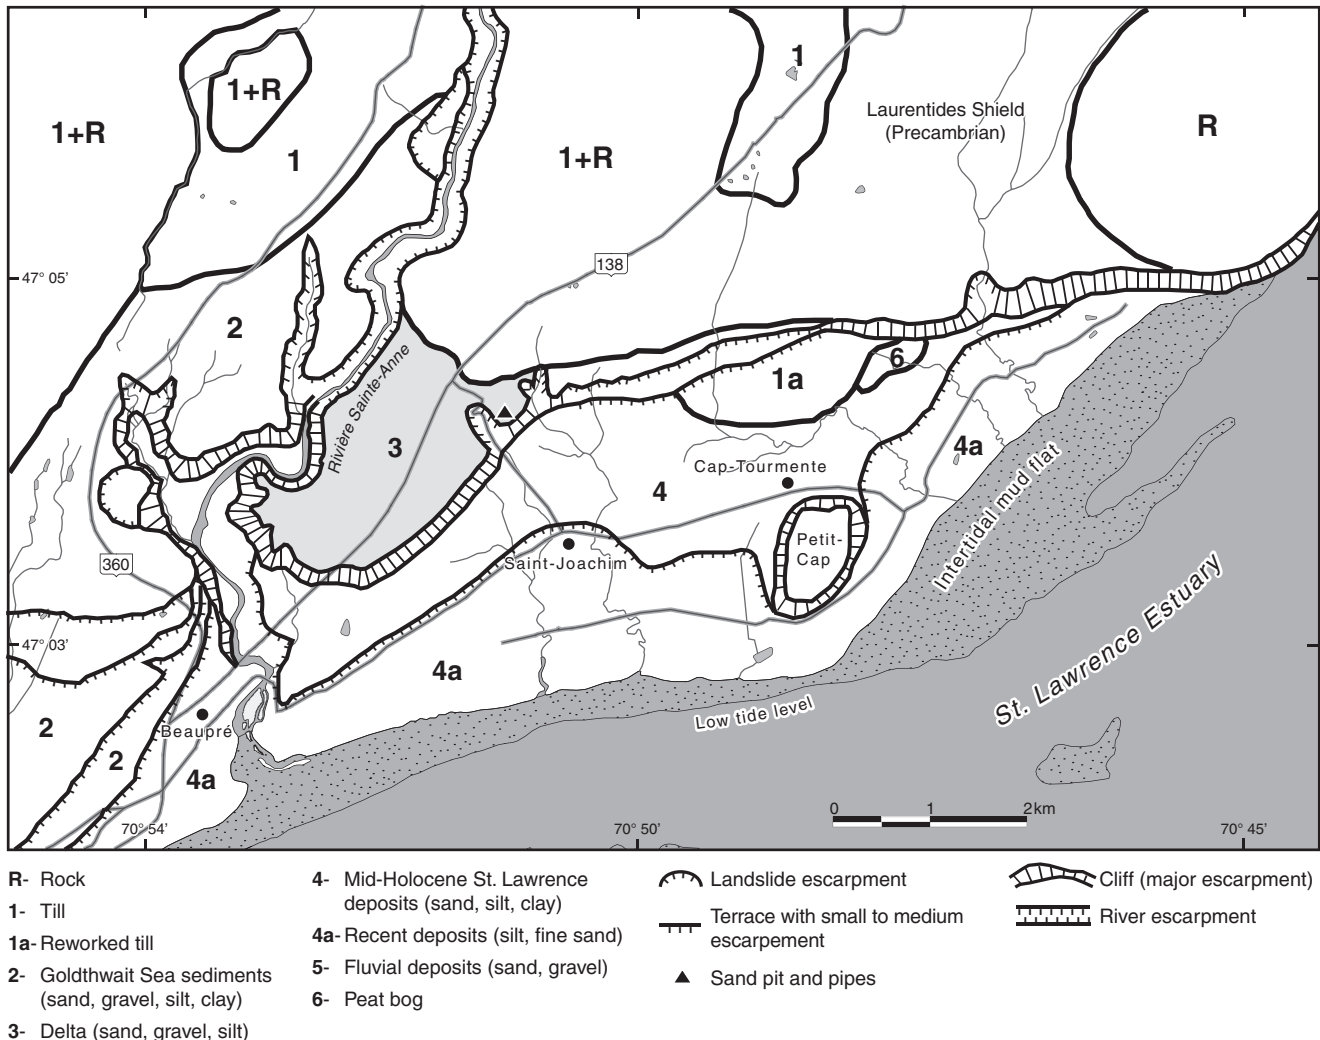 1
1+R
1+R
1
1+R
Laurentides Shield
(Precambrian)
R
47° 05’
138
2
1a
6
Rivière Sainte-Anne
3
4a
Cap-Tourmente
4
Intertidal mud flat
Petit-
Cap
Saint-Joachim
360
St. Lawrence Estuary
47° 03’
4a
2
Beaupré
Low tide level
2
4a
0 1 2 km
70° 54’
70° 50’
70° 45’
R- Rock
1- Till
1a- Reworked till
2- Goldthwait Sea sediments
(sand, gravel, silt, clay)
3- Delta (sand, gravel, silt)
4- Mid-Holocene St. Lawrence
deposits (sand, silt, clay)
4a- Recent deposits (silt, fine sand)
5- Fluvial deposits (sand, gravel)
6- Peat bog
Landslide escarpment
Terrace with small to medium
escarpement
Sand pit and pipes
Cliff (major escarpment)
River escarpment